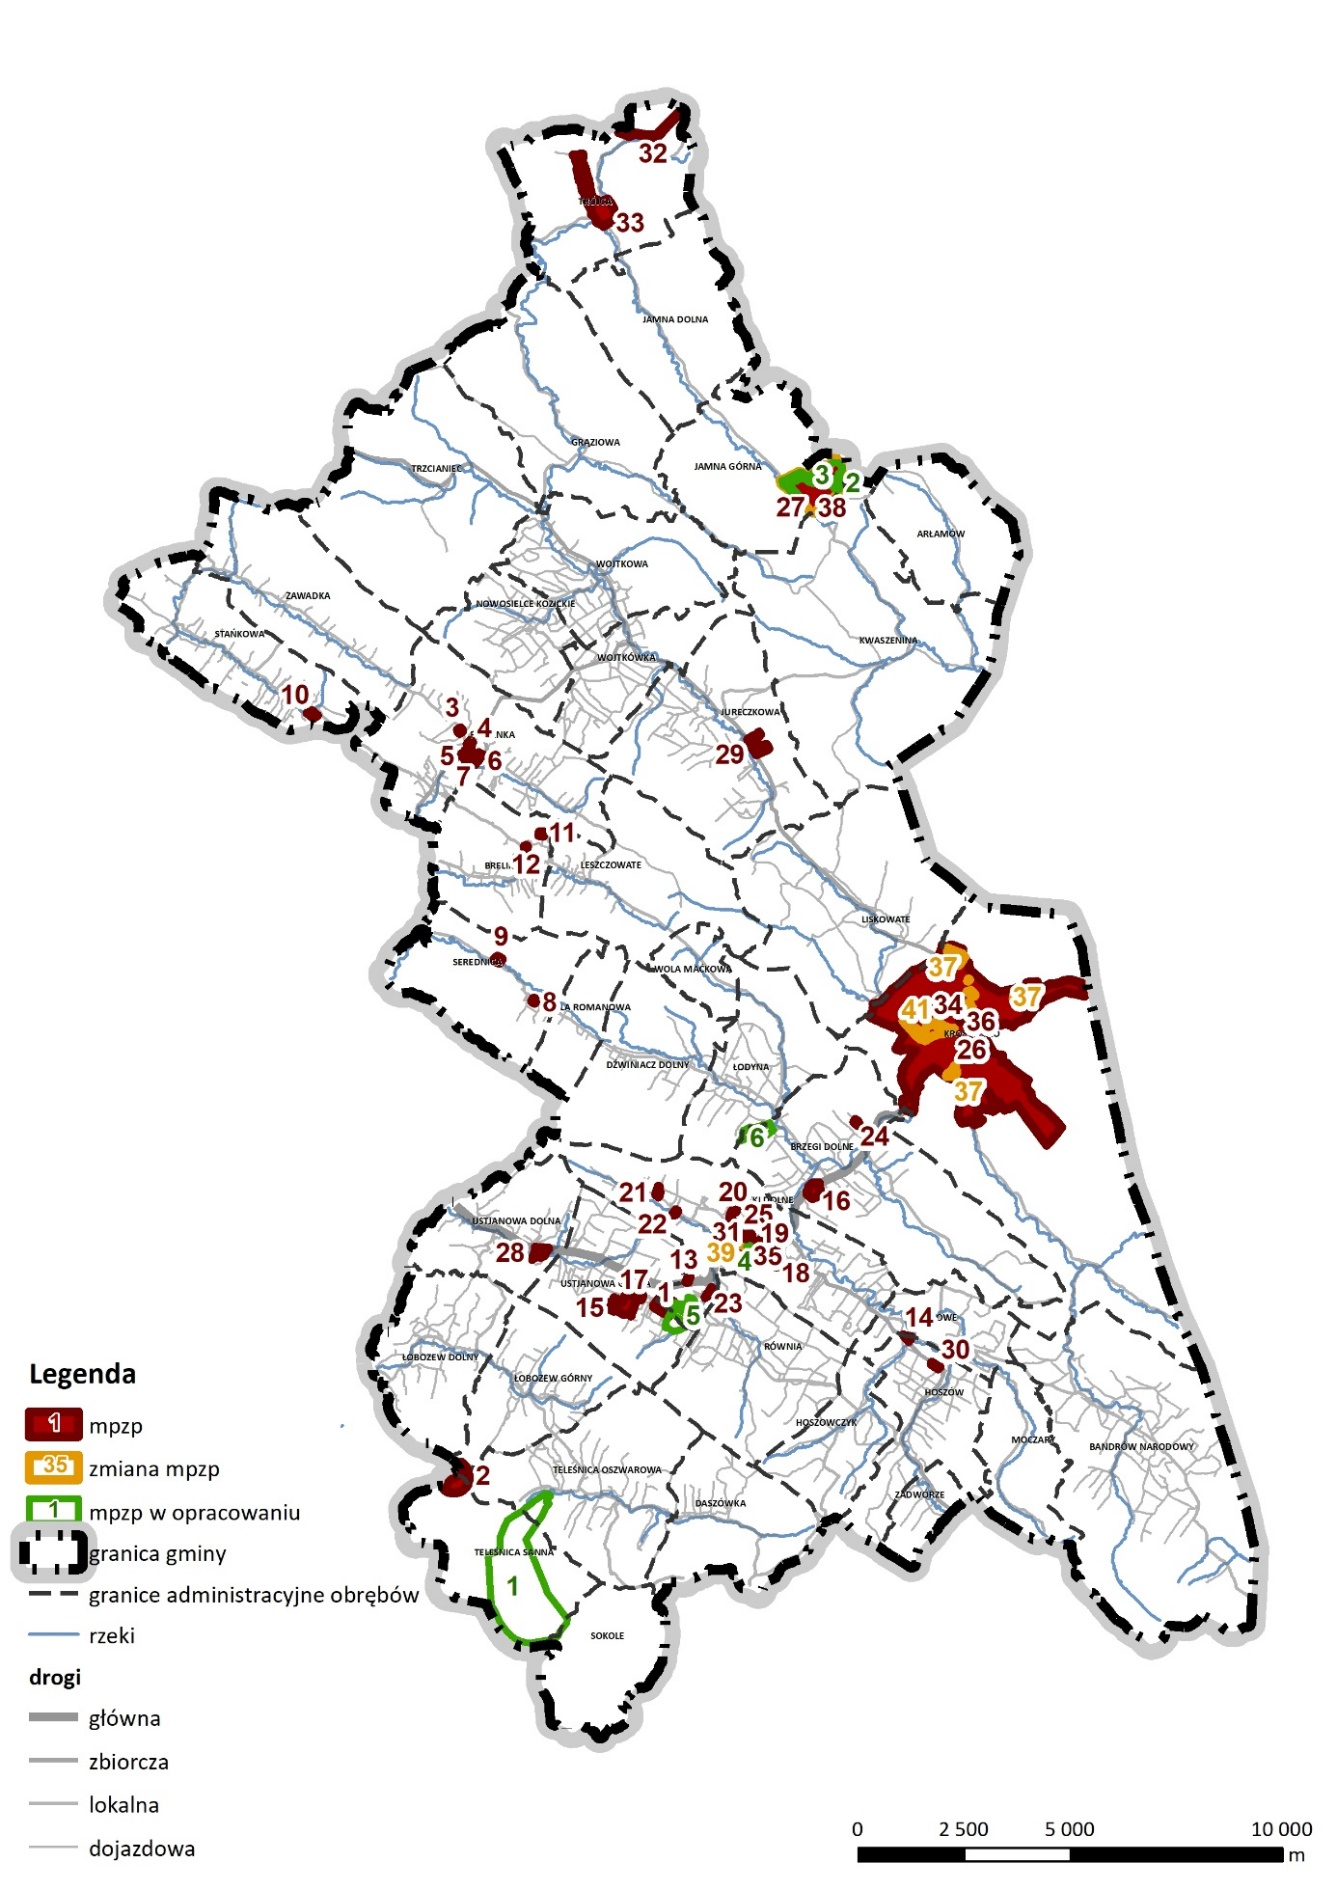 32
33
JAMNA DOLNA
GRĄZIOWA
TRZCIANIEC
JAMNA GÓRNA
3
2
27
38
ARŁAMÓW
WOJTKOWA
ZAWADKA
NOWOSIELCE KOZICKIE
STAŃKOWA
KWASZENINA
WOJTKÓWKA
10
3
JURECZKOWA
4
5
6
7
29
11
12
LESZCZOWATE
LISKOWATE
9
SEREDNICA
WOLA MAĆKOWA
37
8
41
34
37
36
26
DŹWINIACZ DOLNY
ŁODYNA
37
6
24
BRZEGI DOLNE
21
20
16
22
25
USTJANOWA DOLNA
31
19
28
39
4
35
13
18
17
15
1
5
23
14
30
RÓWNIA
ŁOBOZEW DOLNY
ŁOBOZEW GÓRNY
HOSZÓW
HOSZOWCZYK
MOCZARY
BANDRÓW NARODOWY
2
TELEŚNICA OSZWAROWA
ZADWÓRZE
DASZÓWKA
TELEŚNICA SANNA
1
SOKOLE
Legenda
1 mpzp
35 zmiana mpzp
1 mpzp w opracowaniu
granica gminy
granice administracyjne obrębów
rzeki
drogi
główna
zbiorcza
lokalna
dojazdowa
0 2 500 5 000 10 000
m